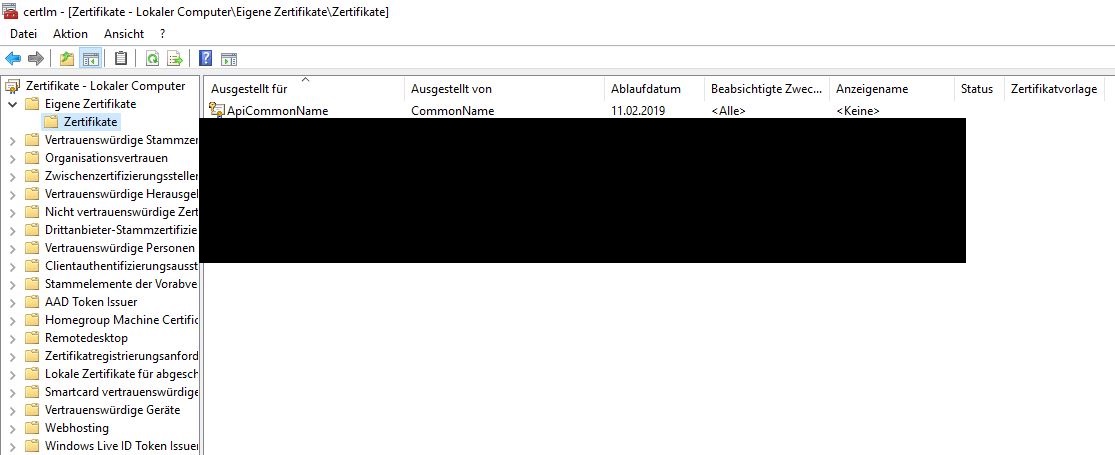 certlm - [Zertifikate - Lokaler Computer\Eigene Zertifikate\Zertifikate]
Datei Aktion Ansicht ?
Zertifikate - Lokaler Computer
Eigene Zertifikate
Zertifikate
Vertrauenswürdige Stammzer
Organisationsvertrauen
Zwischenzertifizierungsstellen
Vertrauenswürdige Herausgel
Nicht vertrauenswürdige Zert
Drittanbieter-Stammzertifizie
Vertrauenswürdige Personen
Clientauthentifizierungsausst
Stammelemente der Vorabve
AAD Token Issuer
Homegroup Machine Certific
Remotedesktop
Zertifikatregistrierungsanford
Lokale Zertifikate für abgesch
Smartcard vertrauenswürdige
Vertrauenswürdige Geräte
Webhosting
Windows Live ID Token Issuer
Ausgestellt für Ausgestellt von Ablaufdatum Beabsichtigte Zwec... Anzeigename Status Zertifikatvorlage
ApiCommonName CommonName 11.02.2019 <Alle> <Keine>